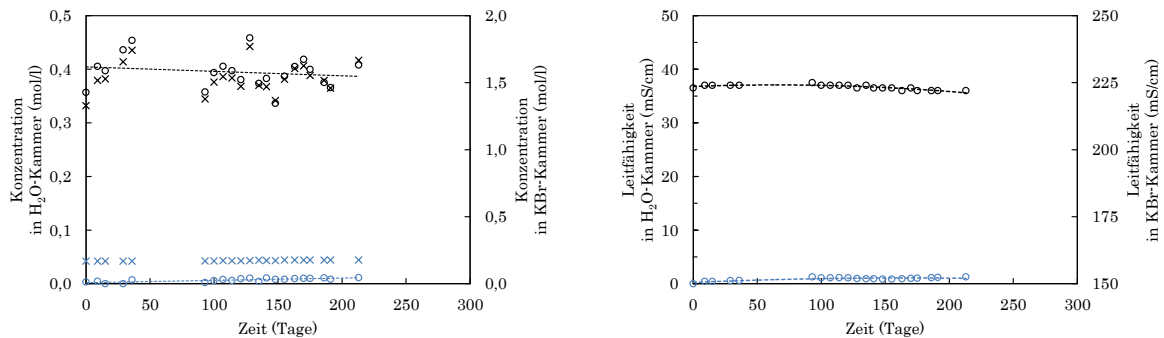 Konzentration
in H₂O-Kammer (mol/l)
0,5
0,4
0,3
0,2
0,1
0,0
2,0
1,5
1,0
0,5
0,0
Konzentration
in KBr-Kammer (mol/l)
0 50 100 150 200 250 300
Zeit (Tage)
Leitfähigkeit
in H₂O-Kammer (mS/cm)
50
40
30
20
10
0
250
225
200
175
150
Leitfähigkeit
in KBr-Kammer (mS/cm)
0 50 100 150 200 250 300
Zeit (Tage)